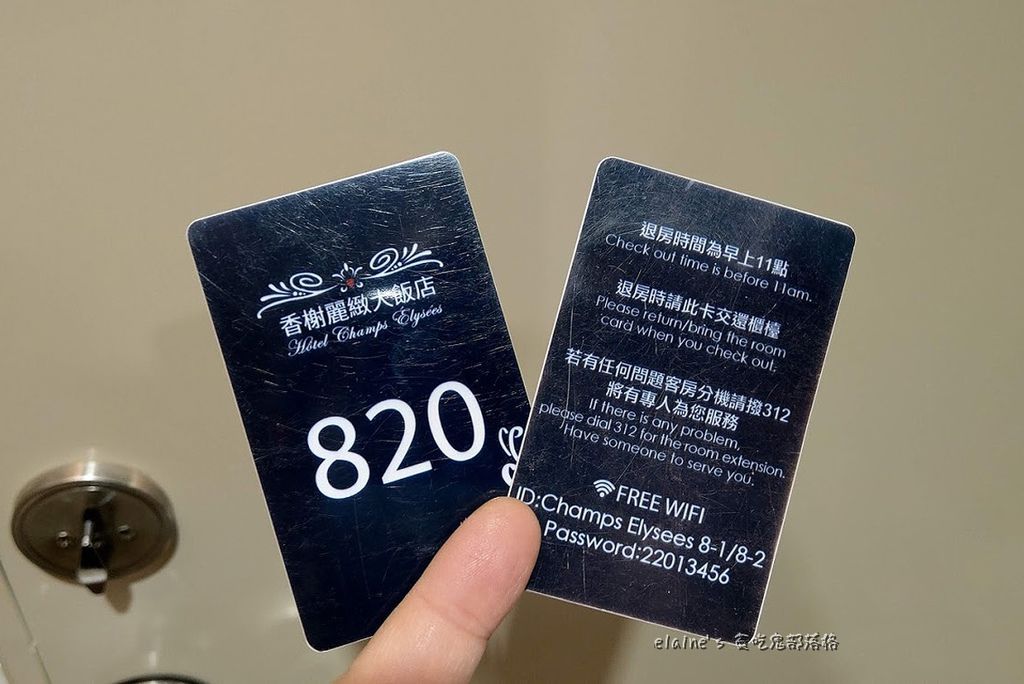 香榭麗緻大飯店
Hôtel Champs Elysées
820
退房時間為早上11點
Check out time is before 11am.
退房時請此卡交還櫃檯
Please return/bring the room
card when you check out.
若有任何問題客房分機請撥312
將有專人為您服務
If there is any problem,
please dial 312 for the room extension.
Have someone to serve you.
FREE WIFI
ID:Champs Elysees 8-1/8-2
Password:22013456
elaine's 貪吃鬼部落格